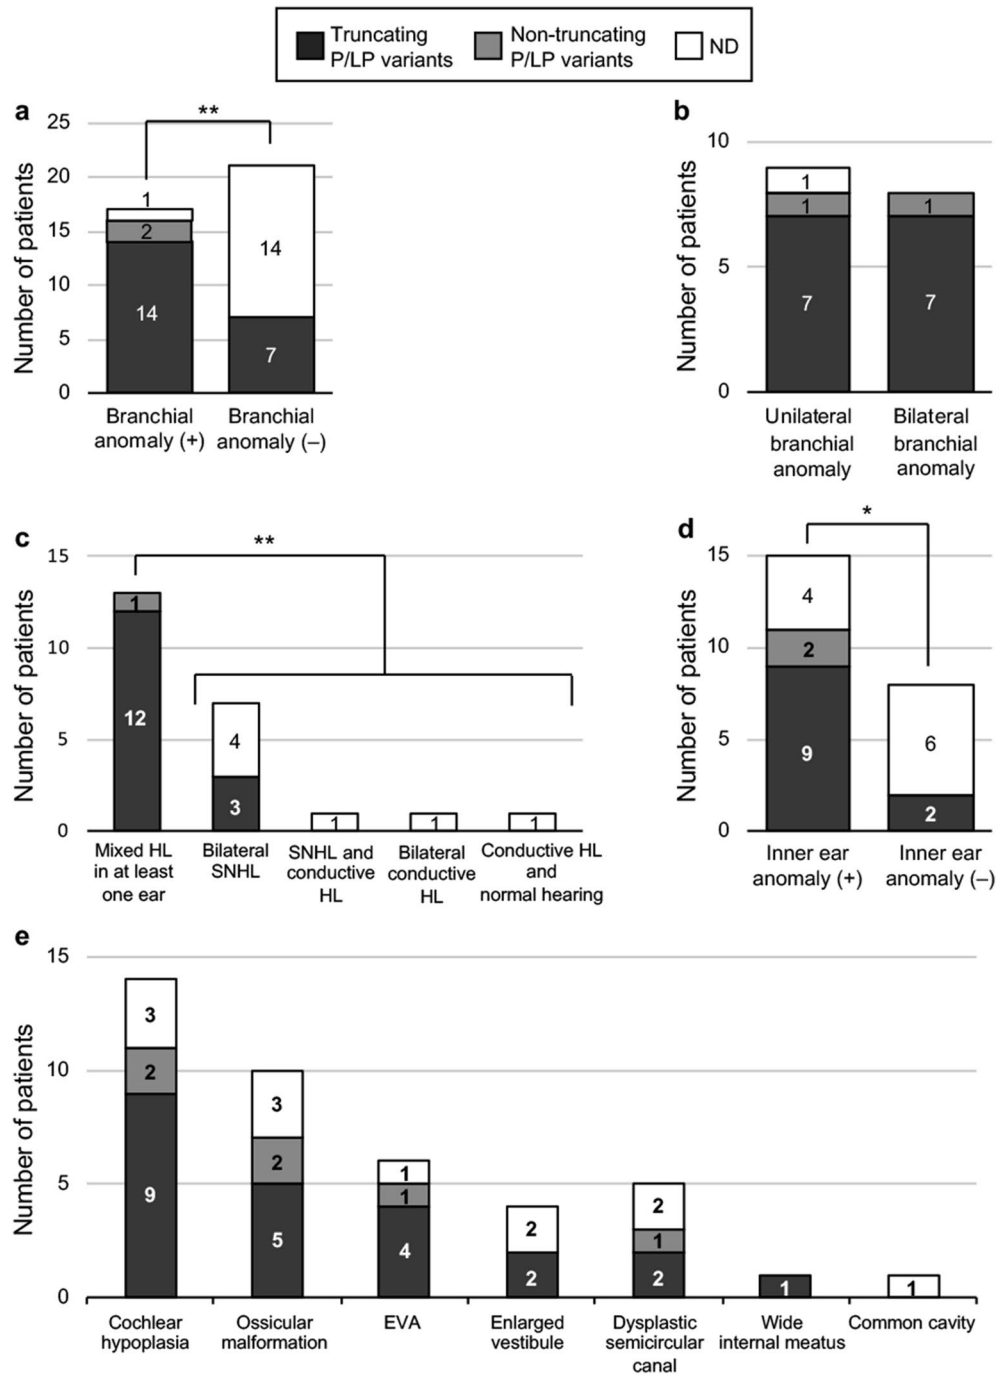 Truncating
P/LP variants
Non-truncating
P/LP variants
ND
a
**
25
20
15
10
5
0
Number of patients
1
2
14
14
7
Branchial
anomaly (+)
Branchial
anomaly (–)
b
10
5
0
Number of patients
1
1
7
1
7
Unilateral
branchial
anomaly
Bilateral
branchial
anomaly
c
**
15
10
5
0
Number of patients
1
12
4
3
1
1
1
Mixed HL
in at least
one ear
Bilateral
SNHL
SNHL and
conductive
HL
Bilateral
conductive
HL
Conductive HL
and
normal hearing
d
*
15
10
5
0
Number of patients
4
2
9
6
2
Inner ear
anomaly (+)
Inner ear
anomaly (–)
e
15
10
5
0
Number of patients
3
2
9
3
2
5
1
1
4
2
2
2
1
2
1
1
Cochlear
hypoplasia
Ossicular
malformation
EVA
Enlarged
vestibule
Dysplastic
semicircular
canal
Wide
internal meatus
Common cavity